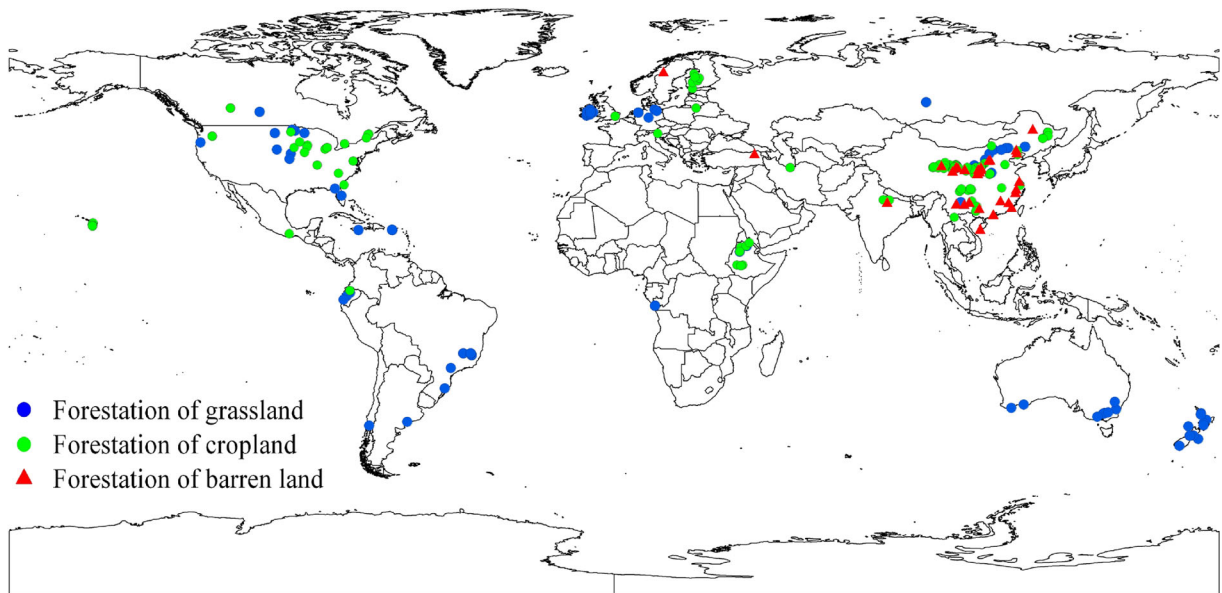 Forestation of grassland
Forestation of cropland
Forestation of barren land